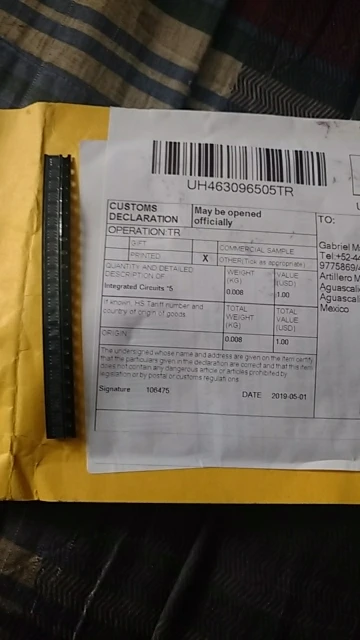 UH463096505TR
CUSTOMS DECLARATION
May be opened officially
TO:
OPERATION:TR
GIFT
COMMERCIAL SAMPLE
PRINTED
X
OTHER(Tick as appropriate)
QUANTITY AND DETAILED DESCRIPTION OF
WEIGHT (KG)
VALUE (USD)
Integrated Circuits *5
0.008
1.00
If known, HS Tariff number and country of origin of goods
TOTAL WEIGHT (KG)
TOTAL VALUE (USD)
ORIGIN:
0.008
1.00
The undersigned whose name and address are given on the item certify
that the particulars given in the declaration are correct and that this item
does not contain any dangerous article or articles prohibited by
legislation or by postal or customs regulations
Signature 106475 DATE 2019-05-01
Gabriel M
Tel:+52-44
9775869/4
Artillero M
Aguascali
Aguascal
Mexico